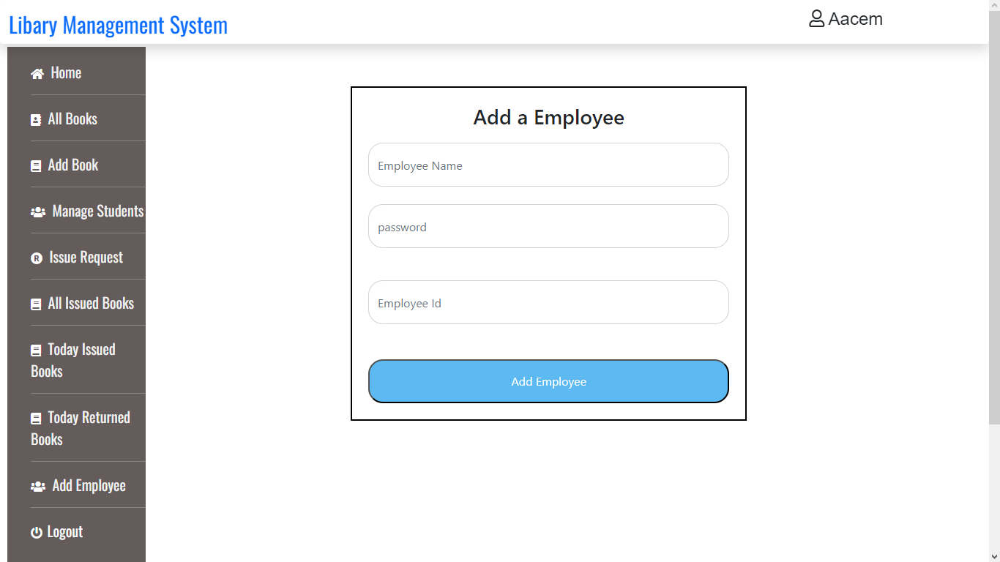 Libary Management System
Aacem
Home
All Books
Add Book
Manage Students
Issue Request
All Issued Books
Today Issued
Books
Today Returned
Books
Add Employee
Logout
Add a Employee
Employee Name
password
Employee Id
Add Employee